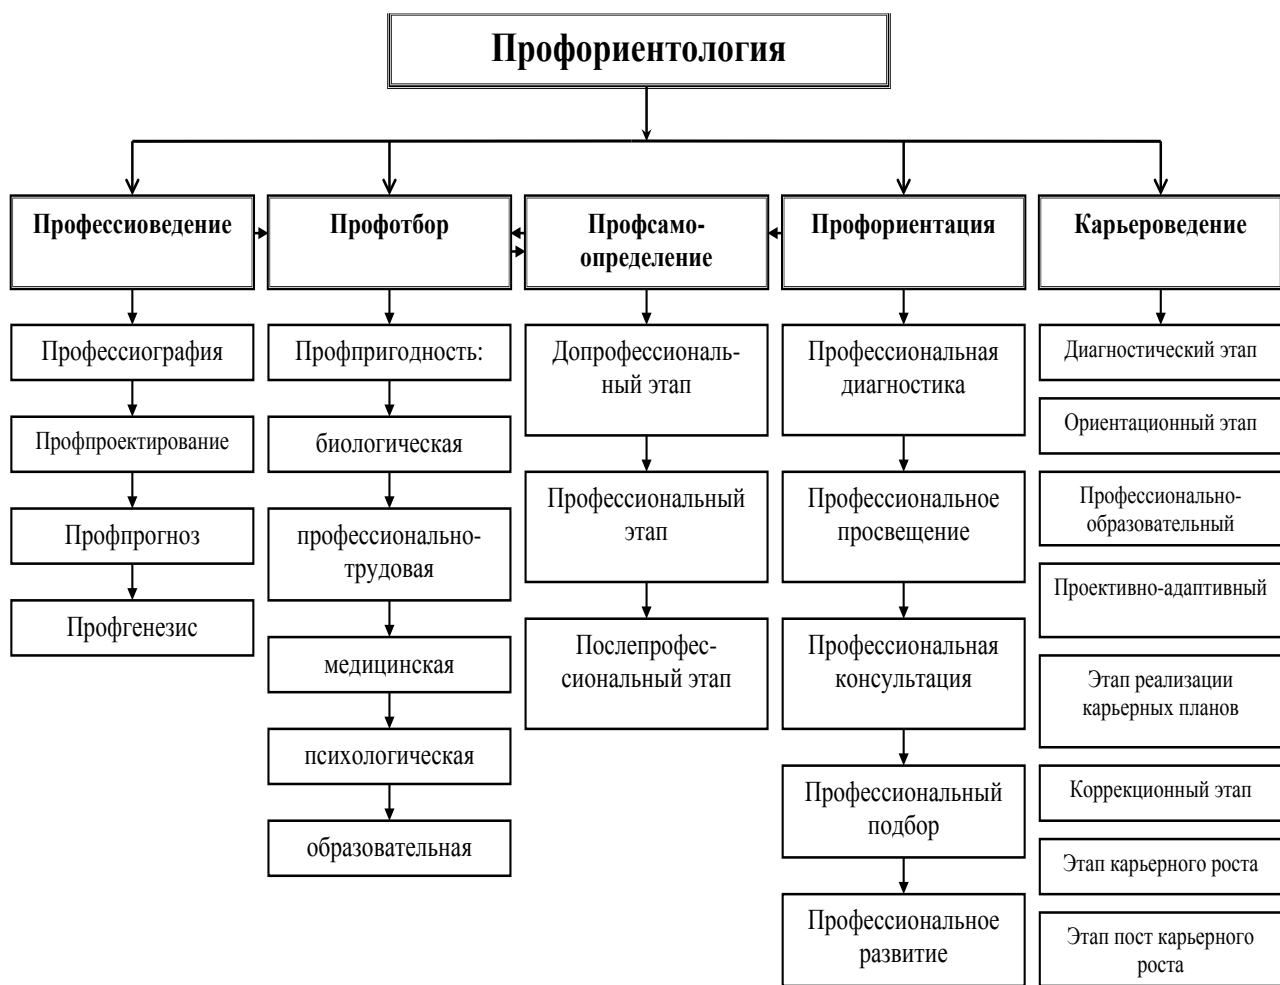 Профориентология
Профессиоведение
Профотбор
Профсамо-
определение
Профориентация
Карьероведение
Профессиография
Профпроектирование
Профпрогноз
Профгенезис
Профпригодность:
биологическая
профессионально-
трудовая
медицинская
психологическая
образовательная
Допрофессиональ-
ный этап
Профессиональный
этап
Послепрофес-
сиональный этап
Профессиональная
диагностика
Профессиональное
просвещение
Профессиональная
консультация
Профессиональный
подбор
Профессиональное
развитие
Диагностический этап
Ориентационный этап
Профессионально-
образовательный
Проективно-адаптивный
Этап реализации
карьерных планов
Коррекционный этап
Этап карьерного роста
Этап пост карьерного
роста